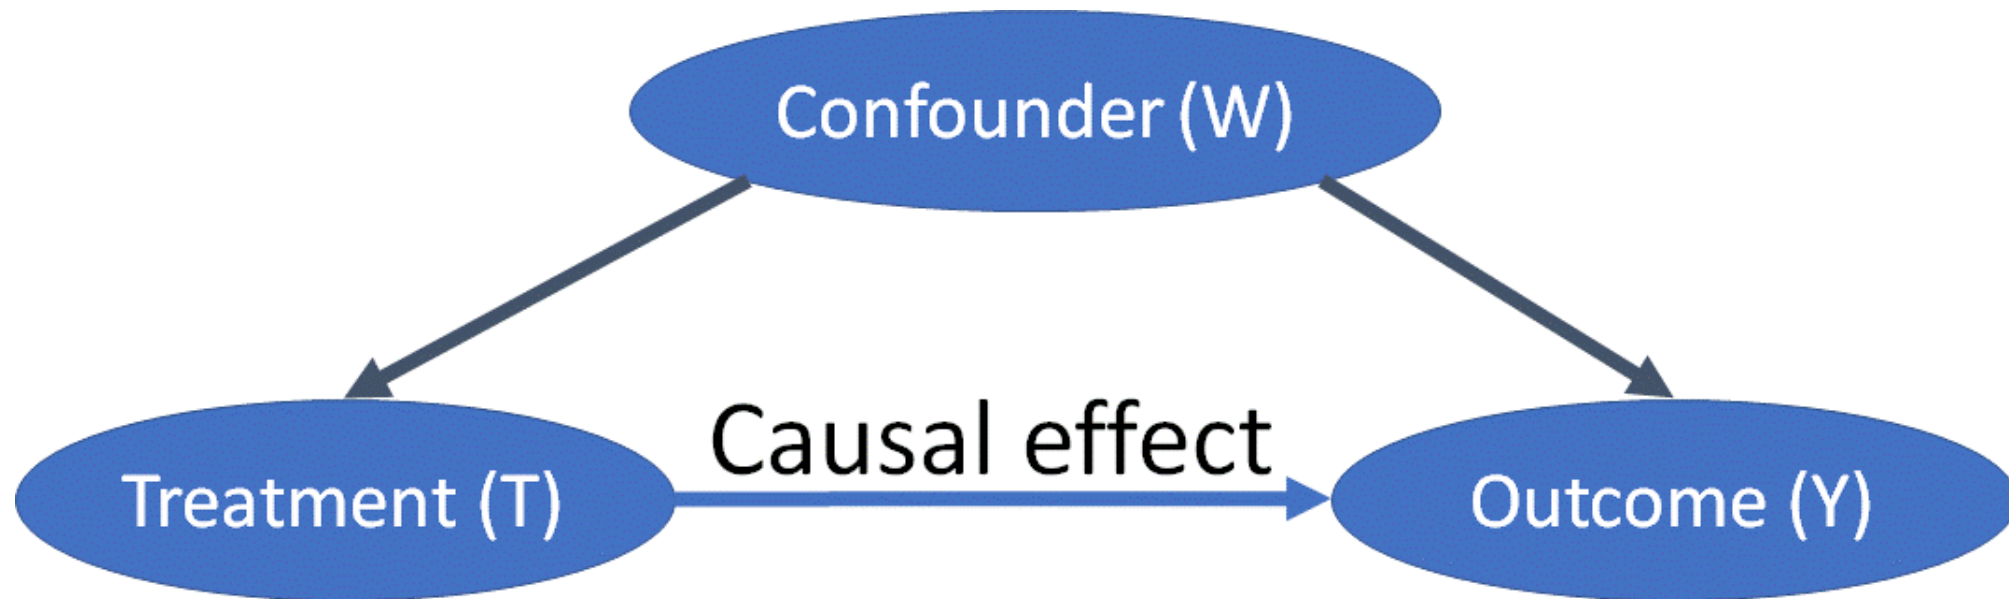 Confounder (W)
Causal effect
Treatment (T)
Outcome (Y)